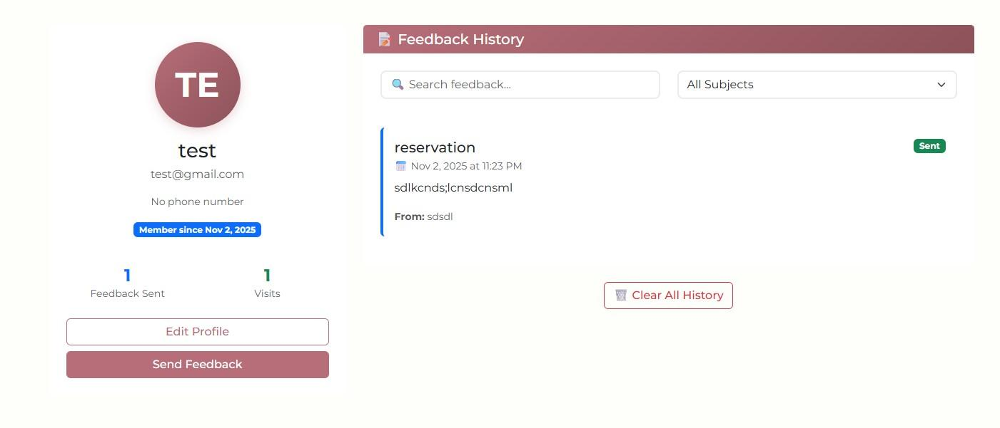 TE
test
test@gmail.com
No phone number
Member since Nov 2, 2025
1
Feedback Sent
1
Visits
Edit Profile
Send Feedback
Feedback History
Search feedback...
All Subjects
reservation
Sent
Nov 2, 2025 at 11:23 PM
sdlkcnds;lcnsdcnsml
From: sdsdl
Clear All History